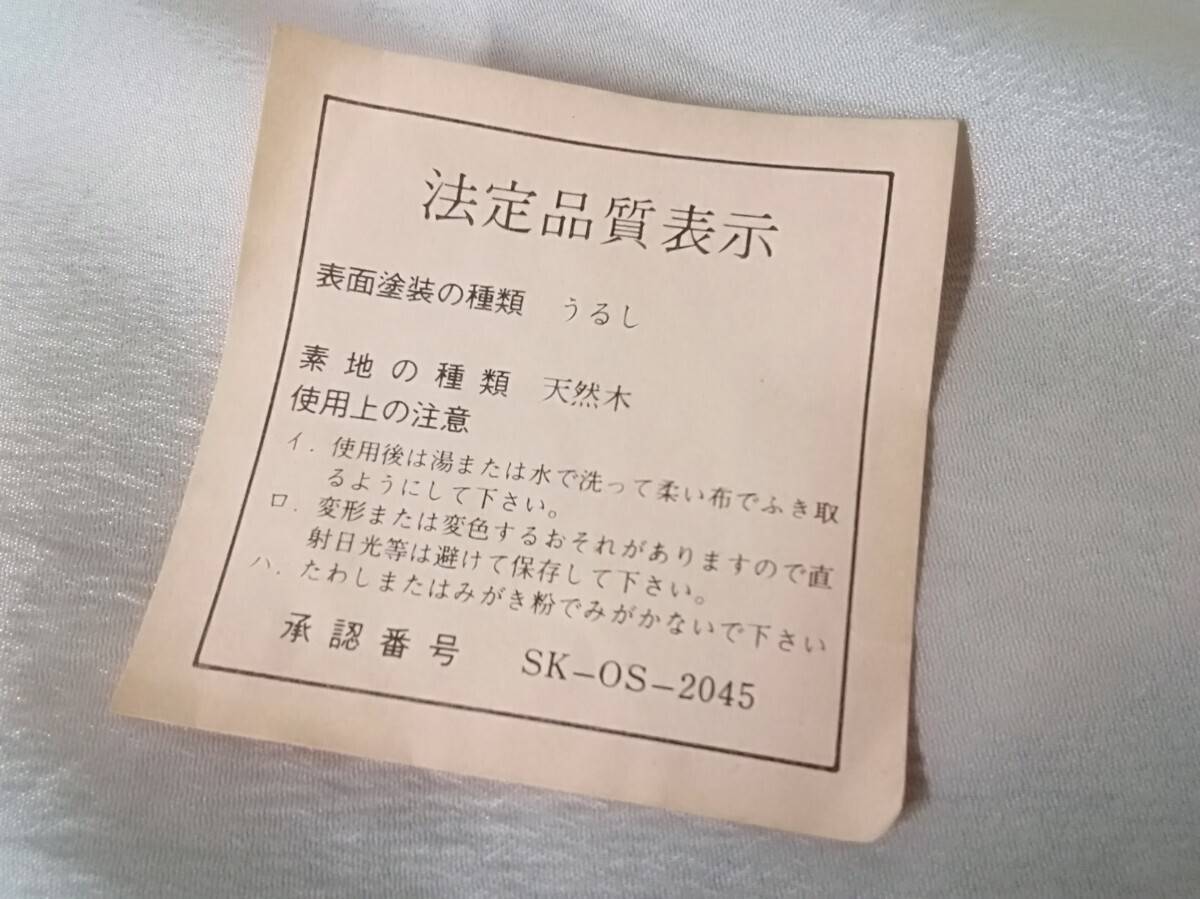 法定品質表示
表面塗装の種類 うるし
素地の種類 天然木
使用上の注意
イ. 使用後は湯または水で洗って柔い布でふき取
るようにして下さい。
ロ. 変形または変色するおそれがありますので直
射日光等は避けて保存して下さい。
ハ. たわしまたはみがき粉でみがかないで下さい
承認番号 SK-OS-2045